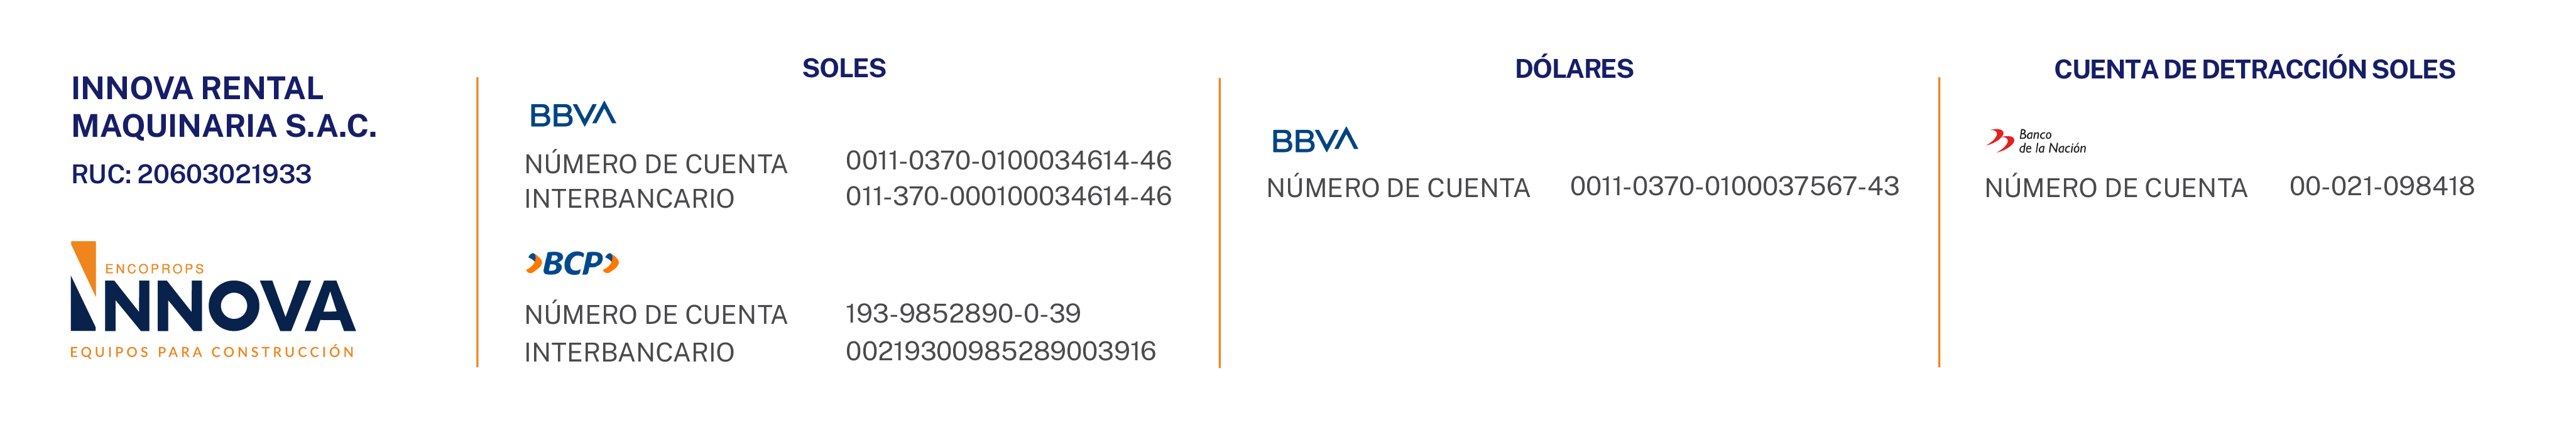 INNOVA RENTAL
MAQUINARIA S.A.C.
RUC: 20603021933
ENCOPROPS
INNOVA
EQUIPOS PARA CONSTRUCCIÓN
SOLES
BBVA
NÚMERO DE CUENTA 0011-0370-0100034614-46
INTERBANCARIO 011-370-000100034614-46
BCP
NÚMERO DE CUENTA 193-9852890-0-39
INTERBANCARIO 00219300985289003916
DÓLARES
BBVA
NÚMERO DE CUENTA 0011-0370-0100037567-43
CUENTA DE DETRACCIÓN SOLES
Banco
de la Nación
NÚMERO DE CUENTA 00-021-098418